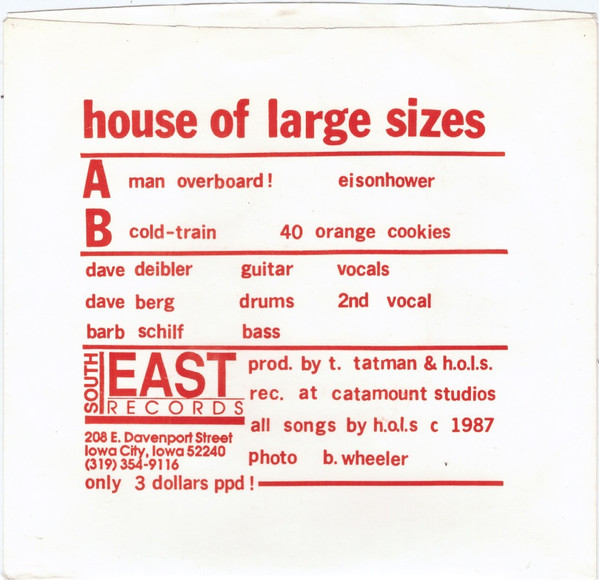 house of large sizes
A man overboard! eisonhower
B cold-train 40 orange cookies
dave deibler guitar vocals
dave berg drums 2nd vocal
barb schilf bass
SOUTH EAST RECORDS
208 E. Davenport Street
Iowa City, Iowa 52240
(319) 354-9116
only 3 dollars ppd!
prod. by t. tatman & h.o.l.s.
rec. at catamount studios
all songs by h.o.l.s c 1987
photo b. wheeler